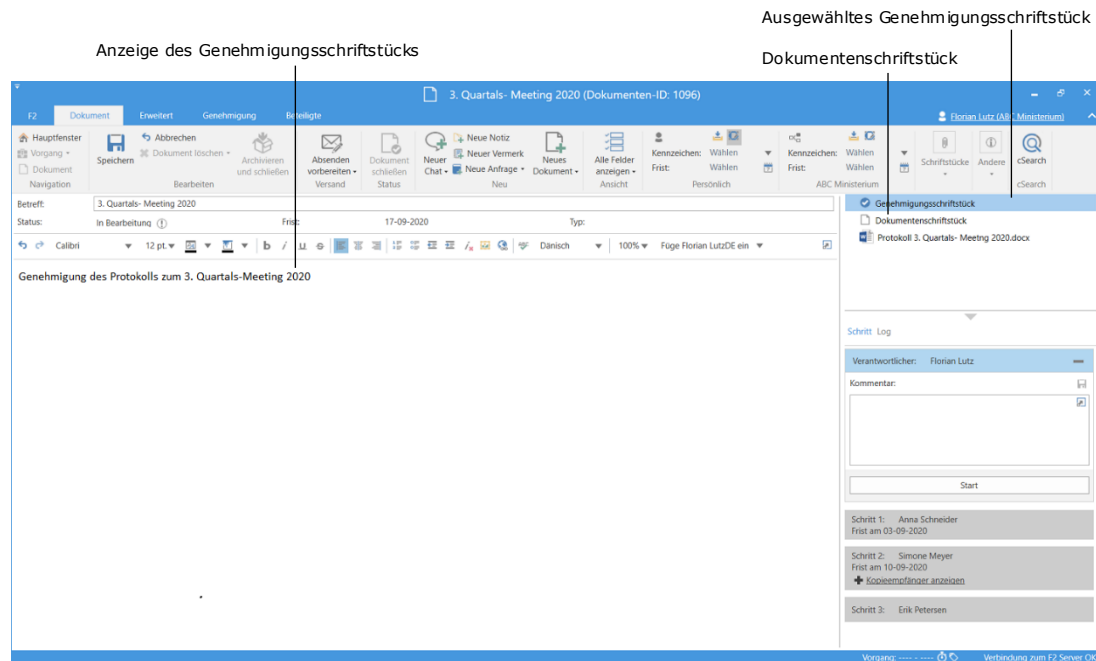 Ausgewähltes Genehmigungsschriftstück
Anzeige des Genehmigungsschriftstücks
Dokumentenschriftstück
3. Quartals- Meeting 2020 (Dokumenten-ID: 1096)
F2 Dokument Erweitert Genehmigung Beteiligte Florian Lutz (ABC Ministerium)
Hauptfenster
Vorgang
Dokument
Navigation
Speichern
Abbrechen
Dokument löschen
Archivieren und schließen
Bearbeiten
Absenden vorbereiten
Versand
Dokument schließen
Status
Neuer Chat
Neue Notiz
Neuer Vermerk
Neue Anfrage
Neues Dokument
Neu
Alle Felder anzeigen
Ansicht
Kennzeichen: Wählen
Frist: Wählen
Persönlich
Kennzeichen: Wählen
Frist: Wählen
ABC Ministerium
Schriftstücke
Andere
cSearch
cSearch
Betreff: 3. Quartals- Meeting 2020
Status: In Bearbeitung Frist: 17-09-2020 Typ:
Calibri 12 pt. b / u Dänisch 100% Füge Florian LutzDE ein
Genehmigung des Protokolls zum 3. Quartals-Meeting 2020
Genehmigungsschriftstück
Dokumentenschriftstück
Protokoll 3. Quartals- Meetng 2020.docx
Schritt Log
Verantwortlicher: Florian Lutz
Kommentar:
Start
Schritt 1: Anna Schneider
Frist am 03-09-2020
Schritt 2: Simone Meyer
Frist am 10-09-2020
Kopieempfänger anzeigen
Schritt 3: Erik Petersen
Vorgang: ---- - ---- Verbindung zum F2 Server OK